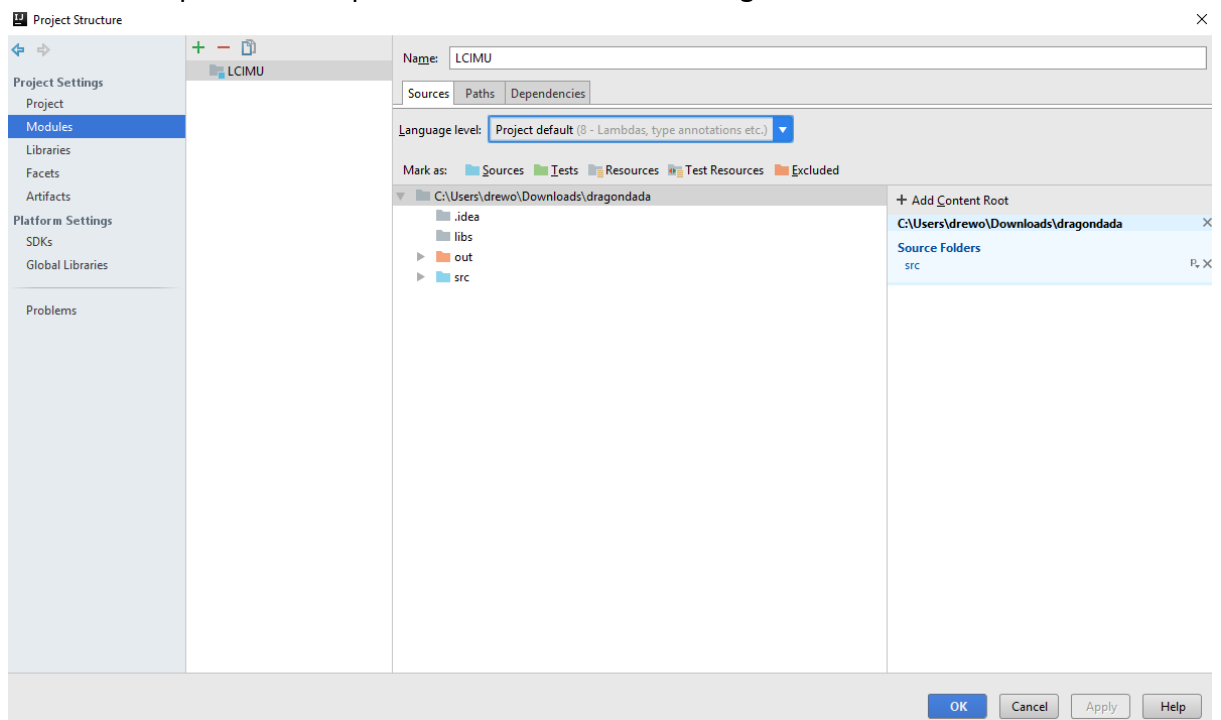 Project Structure
Project Settings
Project
Modules
Libraries
Facets
Artifacts
Platform Settings
SDKs
Global Libraries
Problems
LCIMU
Name: LCIMU
Sources Paths Dependencies
Language level: Project default (8 - Lambdas, type annotations etc.)
Mark as: Sources Tests Resources Test Resources Excluded
C:\Users\drewo\Downloads\dragondada
.idea
libs
out
src
+ Add Content Root
C:\Users\drewo\Downloads\dragondada
Source Folders
src
OK Cancel Apply Help